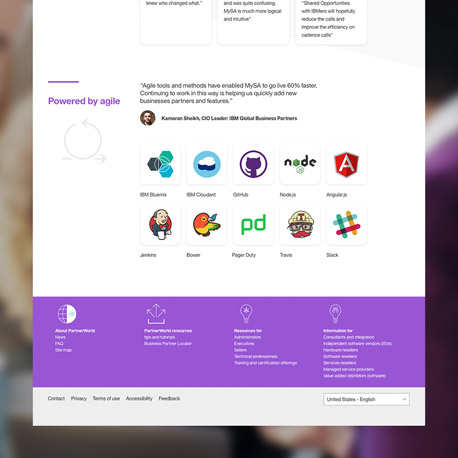 knew who changed what."
and was quite confusing.
MySA is much more logical
and intuitive"
"Shared Opportunities
with IBMers will hopefully
reduce the calls and
improve the efficiency on
cadence calls"
Powered by agile
"Agile tools and methods have enabled MySA to go live 60% faster.
Continuing to work in this way is helping us quickly add new
businesses partners and features."
Kamaran Sheikh, CIO Leader: IBM Global Business Partners
node
JS
A
IBM Bluemix
IBM Cloudant
GitHub
Node.js
Angular.js
pd
T
Jenkins
Bower
Pager Duty
Travis
Slack
About PartnerWorld
News
FAQ
Site map
PartnerWorld resources
tips and tutorials
Business Partner Locator
Resources for
Administrators
Executives
Sellers
Technical professionals
Training and certification offerings
Information for
Consultants and integration
Independent software vendors (ISVs)
Hardware resellers
Software resellers
Services resellers
Managed service providers
Value added distributors (software)
Contact
Privacy
Terms of use
Accessibility
Feedback
United States - English